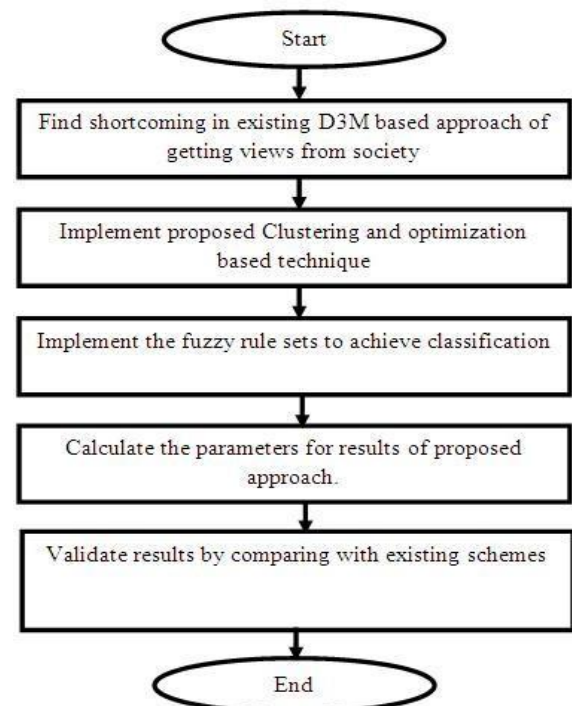 Start
Find shortcoming in existing D3M based approach of
getting views from society
Implement proposed Clustering and optimization
based technique
Implement the fuzzy rule sets to achieve classification
Calculate the parameters for results of proposed
approach.
Validate results by comparing with existing schemes
End